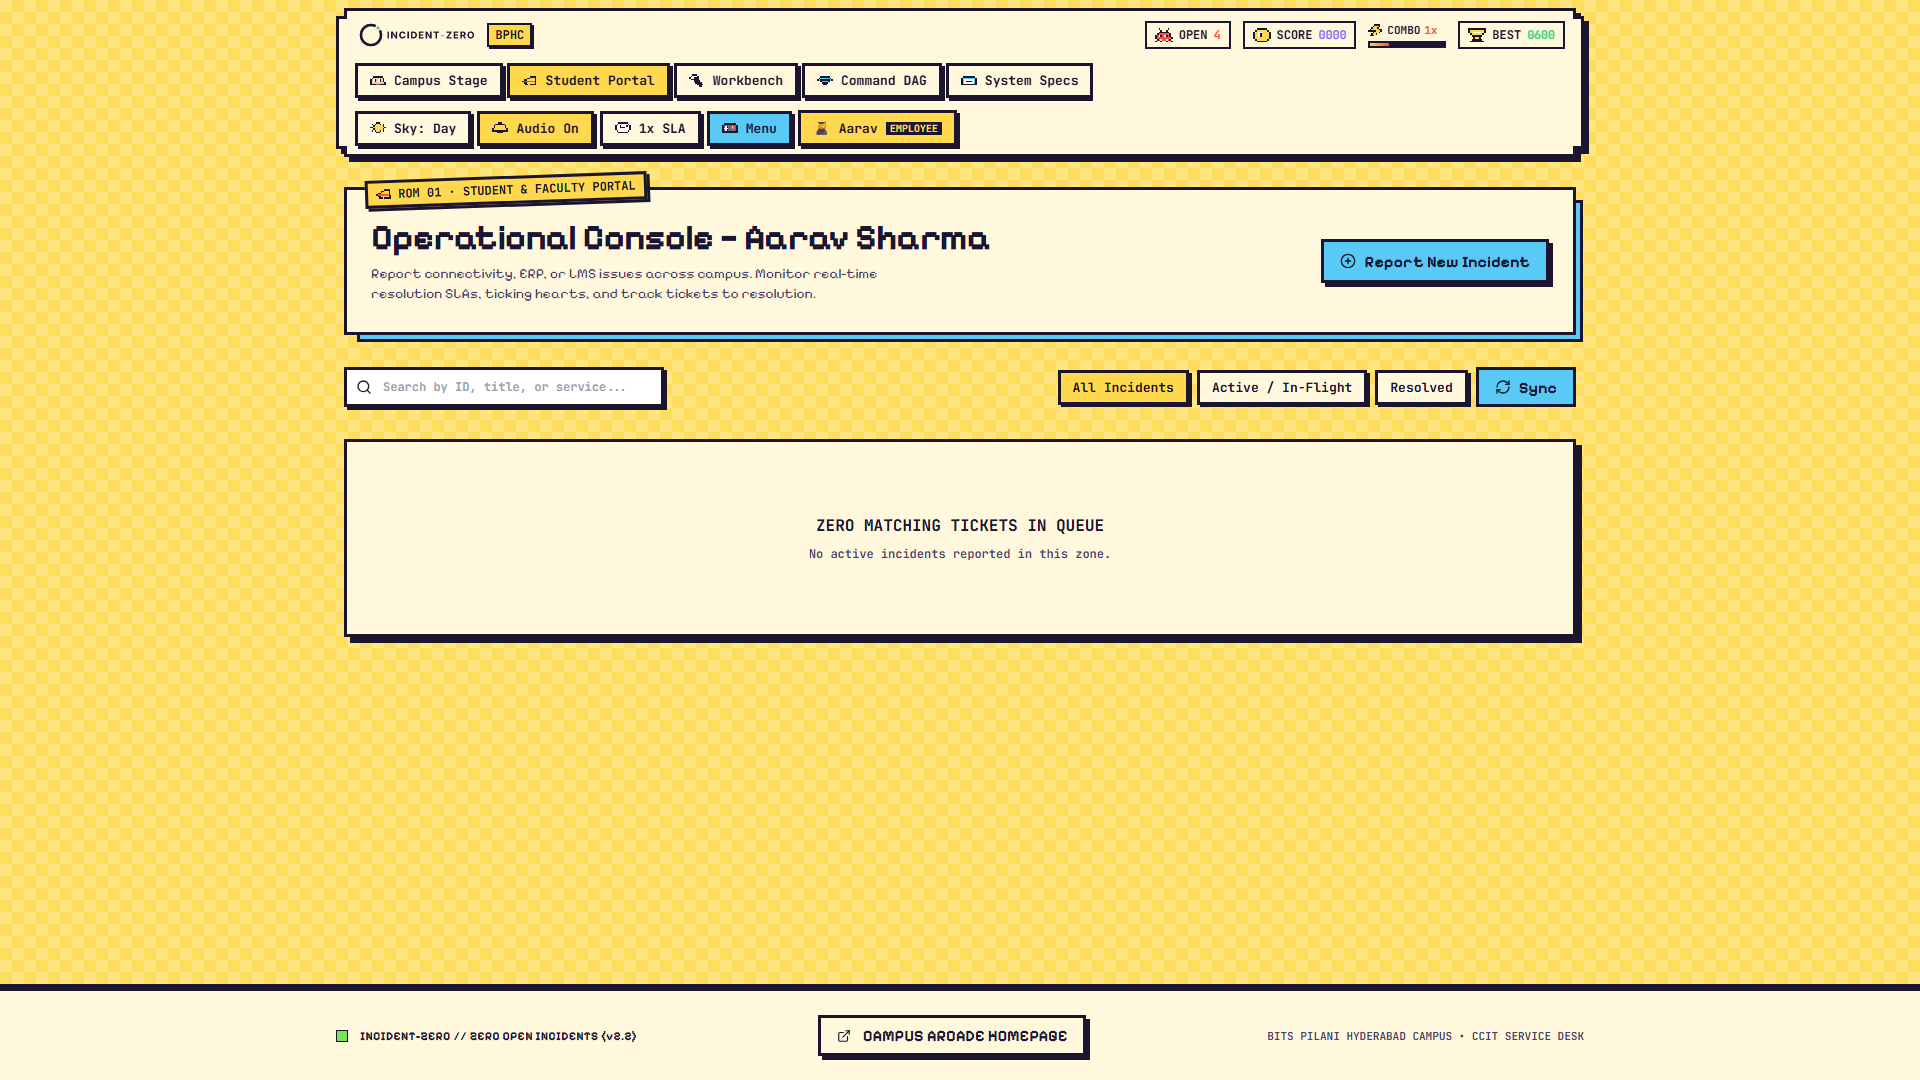 INCIDENT-ZERO
BPHC
OPEN 4
SCORE 0000
COMBO 1x
BEST 0600
Campus Stage
Student Portal
Workbench
Command DAG
System Specs
Sky: Day
Audio On
1x SLA
Menu
Aarav EMPLOYEE
ROM 01 · STUDENT & FACULTY PORTAL
Operational Console — Aarav Sharma
Report connectivity, ERP, or LMS issues across campus. Monitor real-time
resolution SLAs, ticking hearts, and track tickets to resolution.
Report New Incident
Search by ID, title, or service...
All Incidents
Active / In-Flight
Resolved
Sync
ZERO MATCHING TICKETS IN QUEUE
No active incidents reported in this zone.
INCIDENT-ZERO // ZERO OPEN INCIDENTS (v2.2)
CAMPUS ARCADE HOMEPAGE
BITS PILANI HYDERABAD CAMPUS • CCIT SERVICE DESK